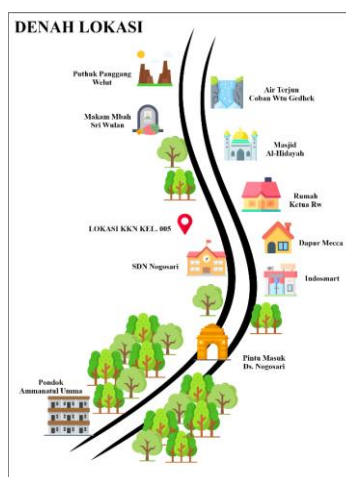 DENAH LOKASI
Puthuk Panggang
Welut
Air Terjun
Coban Wtu Gedhek
Makam Mbah
Sri Wulan
Masjid
Al-Hidayah
Rumah
Ketua Rw
LOKASI KKN KEL. 005
Dapur Mecca
SDN Nogosari
Indosmart
Pintu Masuk
Ds. Nogosari
Pondok
Ammanatul Umma